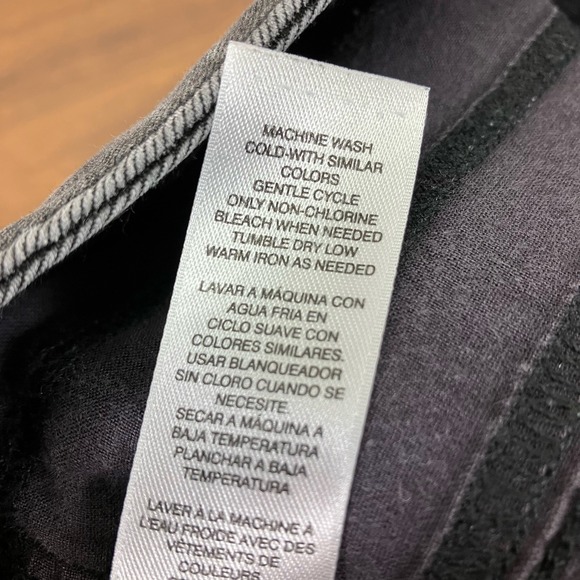 MACHINE WASH
COLD-WITH SIMILAR
COLORS
GENTLE CYCLE
ONLY NON-CHLORINE
BLEACH WHEN NEEDED
TUMBLE DRY LOW
WARM IRON AS NEEDED
LAVAR A MÁQUINA CON
AGUA FRIA EN
CICLO SUAVE CON
COLORES SIMILARES.
USAR BLANQUEADOR
SIN CLORO CUANDO SE
NECESITE.
SECAR A MÁQUINA A
BAJA TEMPERATURA
PLANCHAR A BAJA
TEMPERATURA
LAVER À LA MACHINE À
L'EAU FROIDE AVEC DES
VÊTEMENTS DE
COULEURS